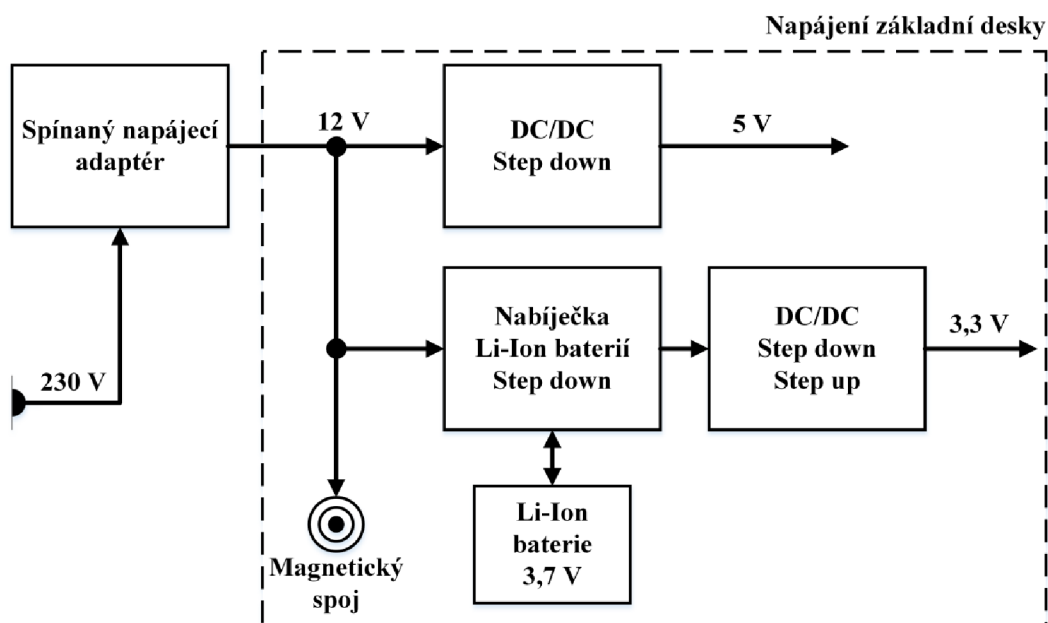 Napájení základní desky
Spínaný napájecí
adaptér
12 V
DC/DC
Step down
5 V
230 V
Nabíječka
Li-Ion baterií
Step down
DC/DC
Step down
Step up
3,3 V
Li-Ion
baterie
3,7 V
Magnetický
spoj